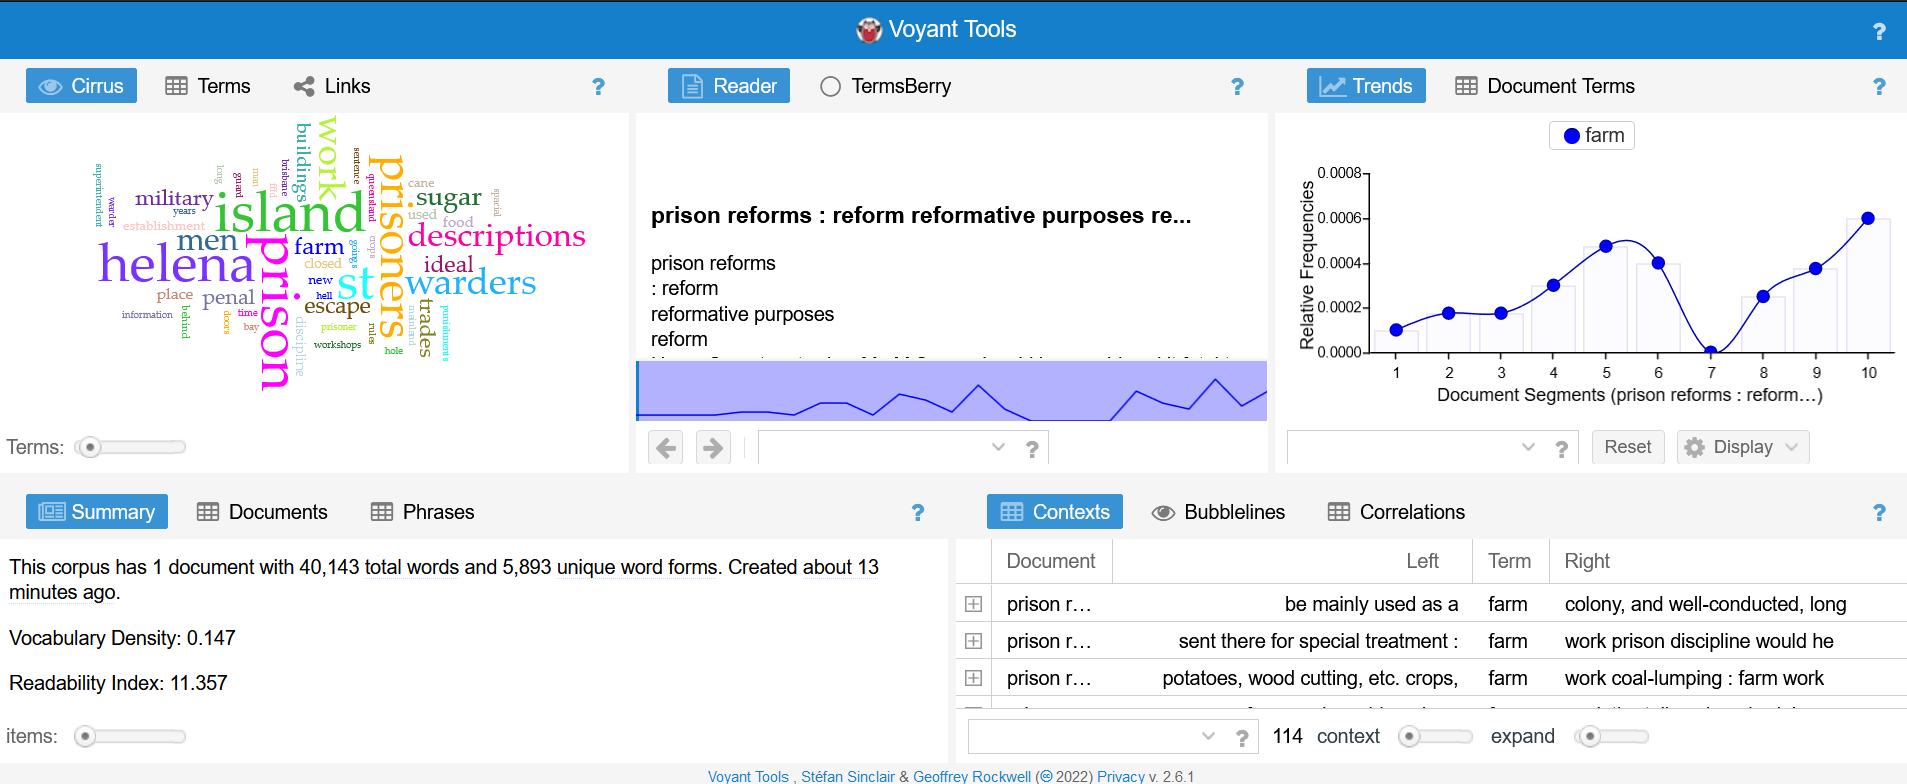 Voyant Tools
?
Cirrus Terms Links ?
Reader TermsBerry ?
Trends Document Terms ?
island
prison
prisoners
helena
st
work
warders
descriptions
sugar
men
farm
ideal
escape
military
buildings
penal
trades
discipline
establishment
place
closed
new
hell
used
food
cane
years
superintendent
warder
long
guard
man
brisbane
sentence
queensland
spacial
crops
going's
information
behind
doors
time
bay
prisoner
workshops
rules
hole
mainland
punishments
Terms:
prison reforms : reform reformative purposes re...
prison reforms
: reform
reformative purposes
reform
?
farm
Relative Frequencies
0.0008
0.0006
0.0004
0.0002
0.0000
1 2 3 4 5 6 7 8 9 10
Document Segments (prison reforms : reform…)
? Reset Display
Summary Documents Phrases ?
This corpus has 1 document with 40,143 total words and 5,893 unique word forms. Created about 13
minutes ago.
Vocabulary Density: 0.147
Readability Index: 11.357
items:
Contexts Bubblelines Correlations ?
Document Left Term Right
prison r… be mainly used as a farm colony, and well-conducted, long
prison r… sent there for special treatment : farm work prison discipline would he
prison r… potatoes, wood cutting, etc. crops, farm work coal-lumping : farm work
? 114 context expand
Voyant Tools , Stéfan Sinclair & Geoffrey Rockwell (🅭 2022) Privacy v. 2.6.1